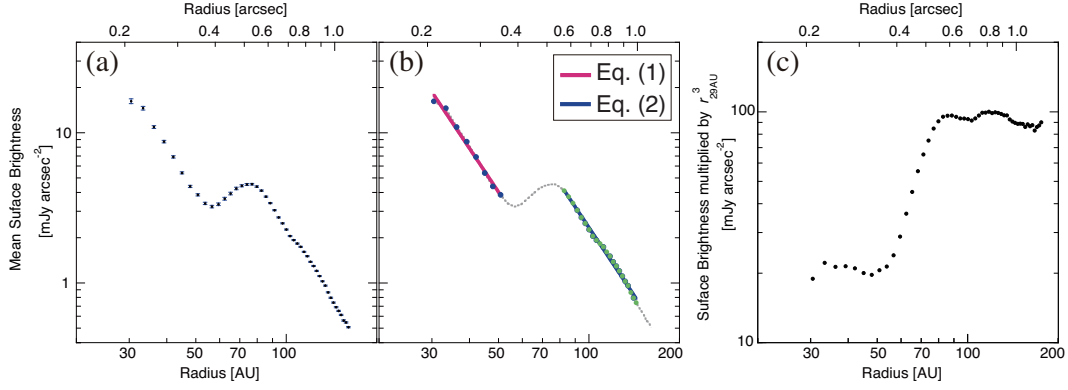 Radius [arcsec]
0.2 0.4 0.6 0.8 1.0
(a)
Mean Suface Brightness
[mJy arcsec-2]
10
1
30 50 70 100
Radius [AU]
Radius [arcsec]
0.2 0.4 0.6 0.8 1.0
(b)
Eq. (1)
Eq. (2)
30 50 70 100 200
Radius [AU]
Radius [arcsec]
0.2 0.4 0.6 0.8 1
(c)
Suface Brightness multiplied by r³29AU
[mJy arcsec-2]
100
10
30 50 70 100 200
Radius [AU]